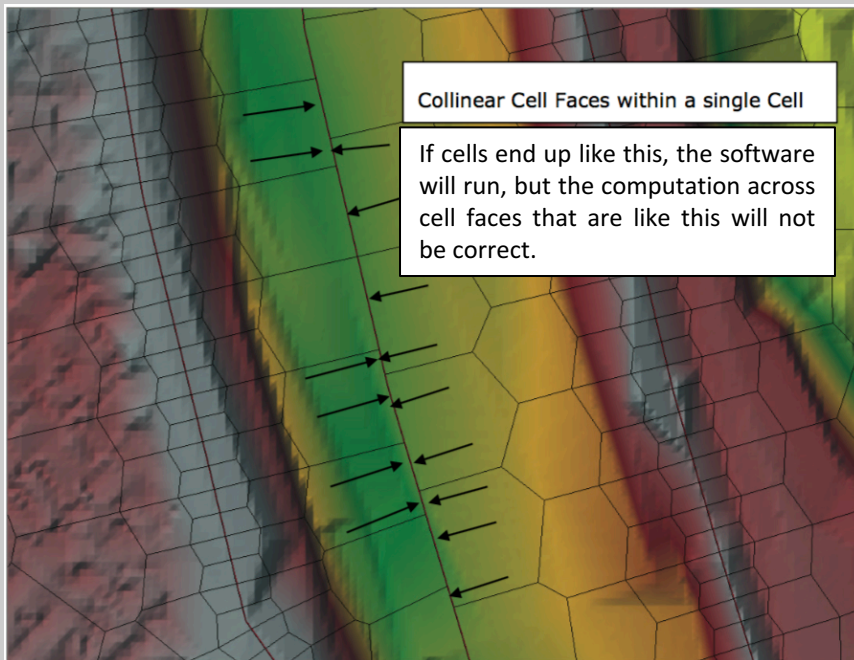 Collinear Cell Faces within a single Cell
If cells end up like this, the software
will run, but the computation across
cell faces that are like this will not
be correct.